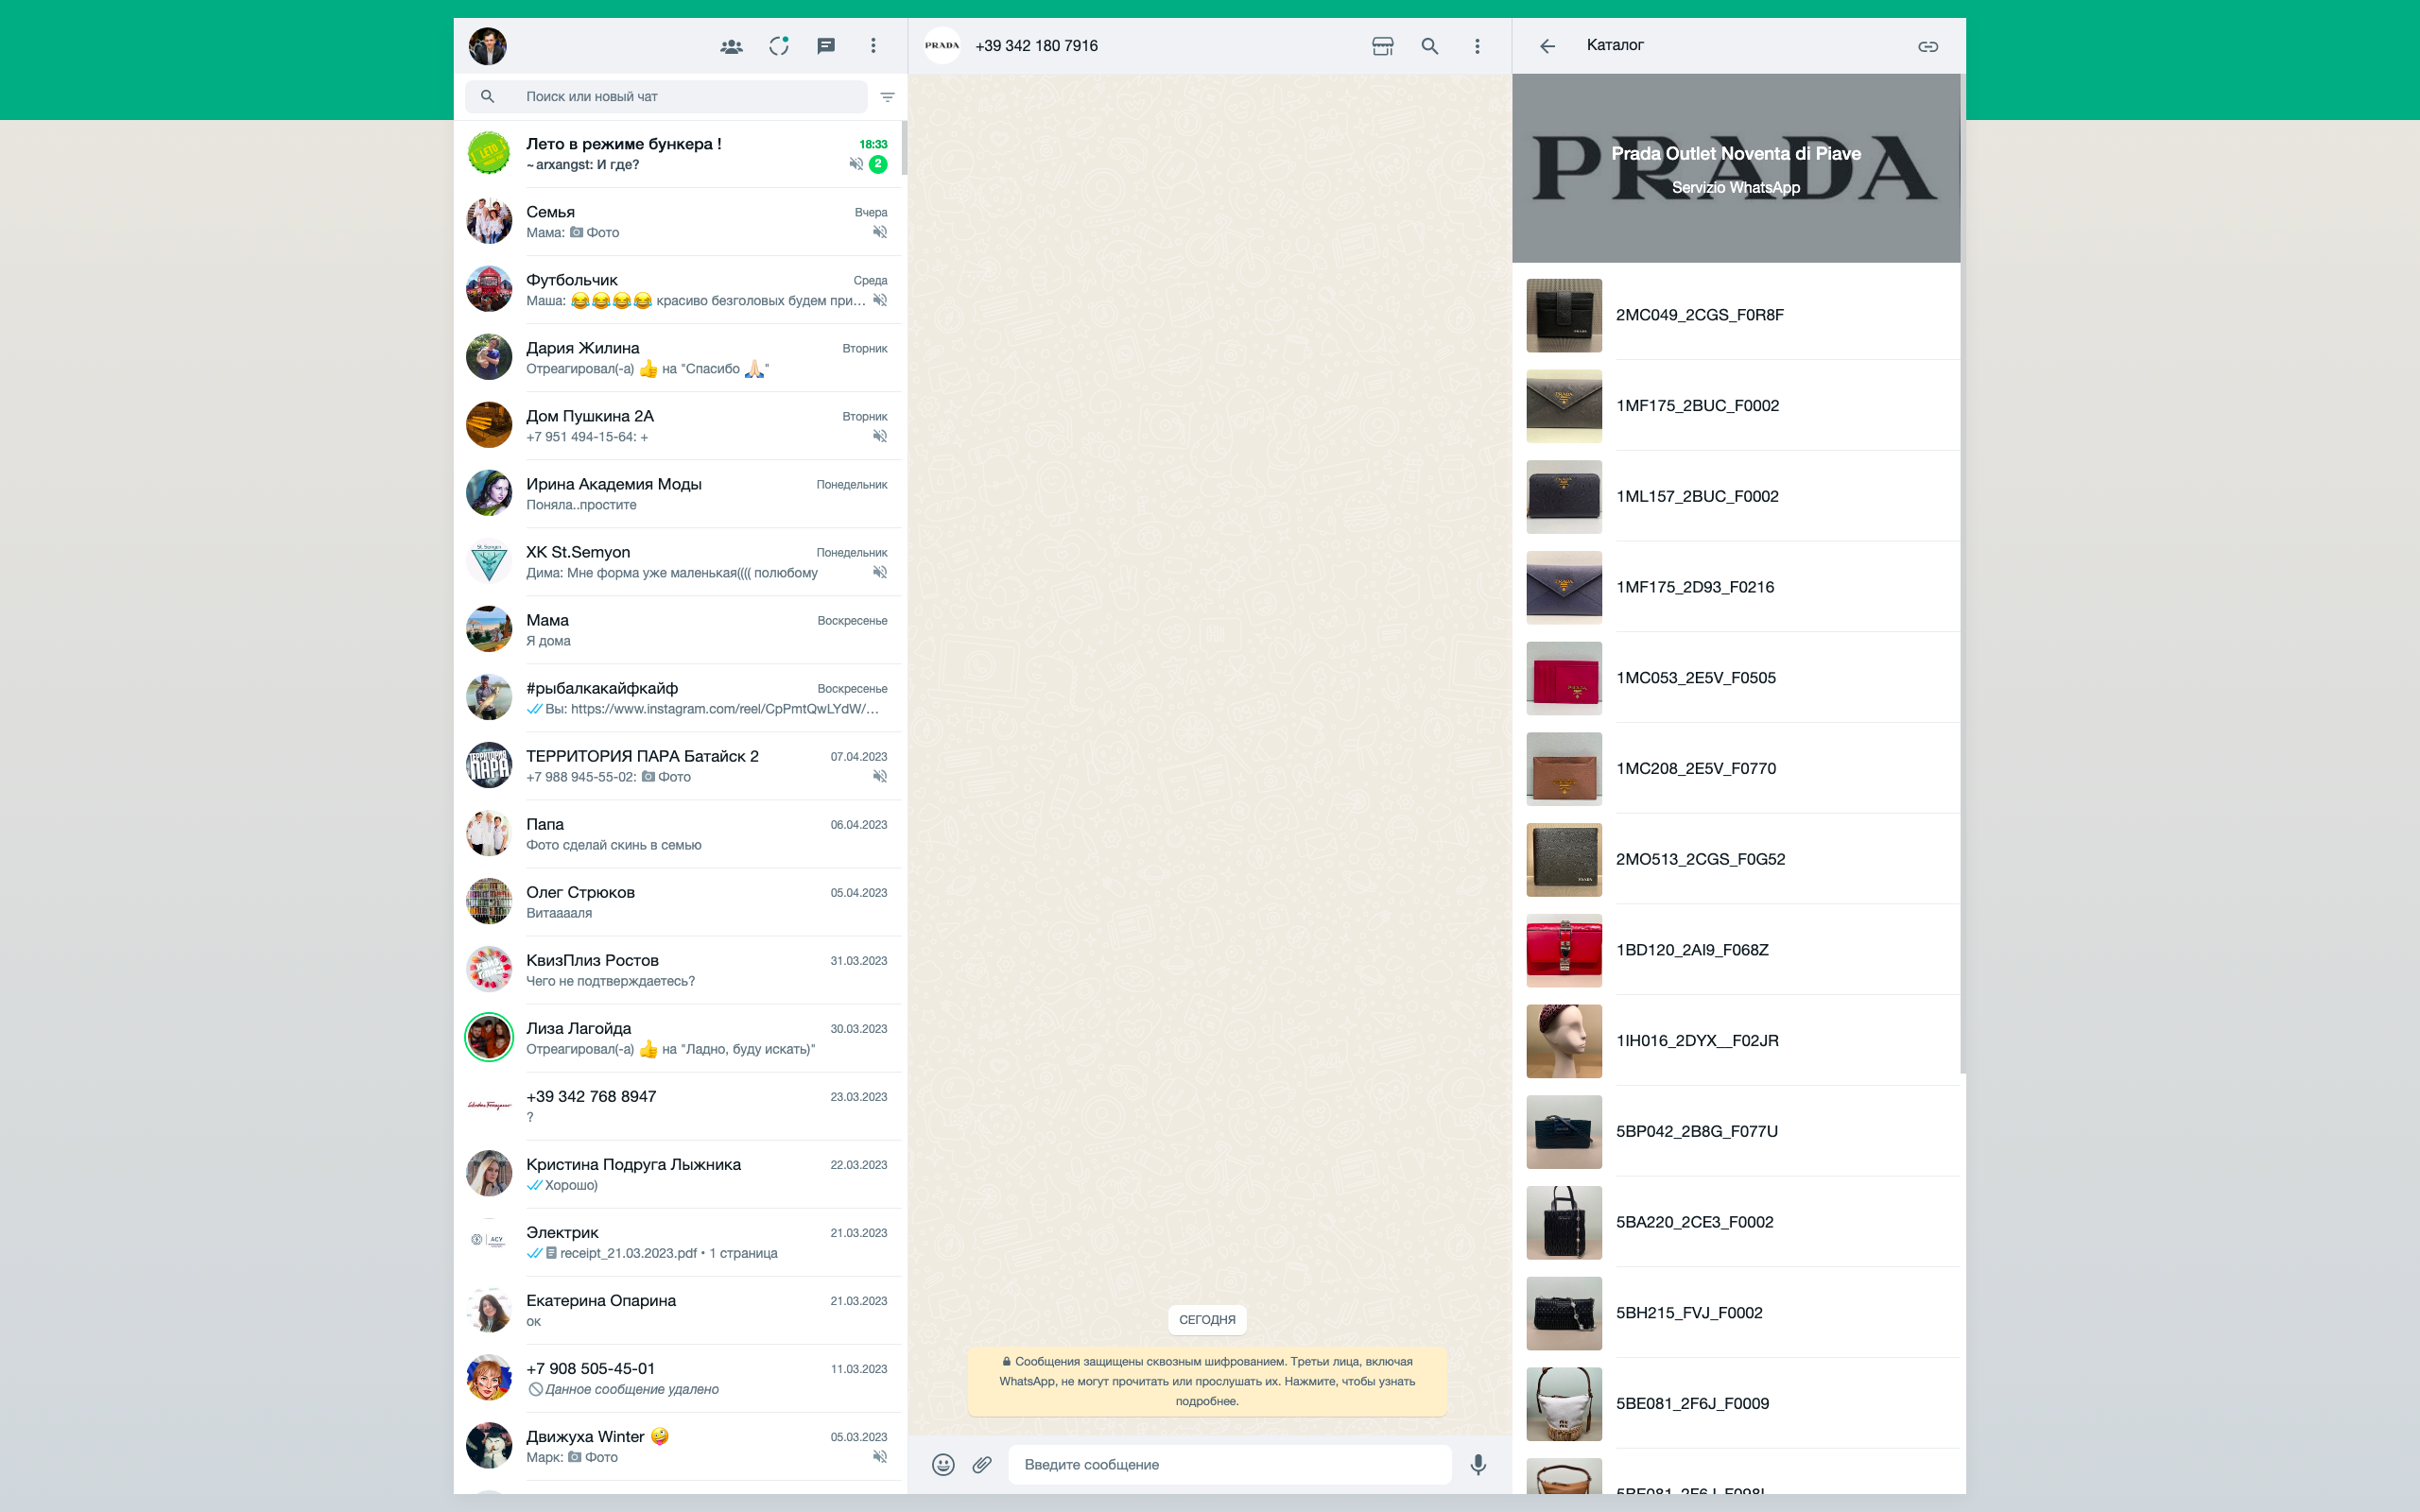 Поиск или новый чат
Лето в режиме бункера !
18:33
~ arxangst: И где?
2
Семья
Вчера
Мама: Фото
Футбольчик
Среда
Маша: 😂😂😂😂 красиво безголовых будем при...
Дария Жилина
Вторник
Отреагировал(-а) 👍 на "Спасибо 🙏🏻"
Дом Пушкина 2А
Вторник
+7 951 494-15-64: +
Ирина Академия Моды
Понедельник
Поняла..простите
ХК St.Semyon
Понедельник
Дима: Мне форма уже маленькая(((( полюбому
Мама
Воскресенье
Я дома
#рыбалкакайфкайф
Воскресенье
Вы: https://www.instagram.com/reel/CpPmtQwLYdW/...
ТЕРРИТОРИЯ ПАРА Батайск 2
07.04.2023
+7 988 945-55-02: Фото
Папа
06.04.2023
Фото сделай скинь в семью
Олег Стрюков
05.04.2023
Витааааля
КвизПлиз Ростов
31.03.2023
Чего не подтверждаетесь?
Лиза Лагойда
30.03.2023
Отреагировал(-а) 👍 на "Ладно, буду искать)"
+39 342 768 8947
23.03.2023
?
Кристина Подруга Лыжника
22.03.2023
Хорошо)
Электрик
21.03.2023
receipt_21.03.2023.pdf • 1 страница
Екатерина Опарина
21.03.2023
ок
+7 908 505-45-01
11.03.2023
Данное сообщение удалено
Движуха Winter 🤪
05.03.2023
Марк: Фото
PRADA
+39 342 180 7916
СЕГОДНЯ
Сообщения защищены сквозным шифрованием. Третьи лица, включая
WhatsApp, не могут прочитать или прослушать их. Нажмите, чтобы узнать
подробнее.
Введите сообщение
Каталог
PRADA
Prada Outlet Noventa di Piave
Servizio WhatsApp
2MC049_2CGS_F0R8F
1MF175_2BUC_F0002
1ML157_2BUC_F0002
1MF175_2D93_F0216
1MC053_2E5V_F0505
1MC208_2E5V_F0770
2MO513_2CGS_F0G52
1BD120_2AI9_F068Z
1IH016_2DYX__F02JR
5BP042_2B8G_F077U
5BA220_2CE3_F0002
5BH215_FVJ_F0002
5BE081_2F6J_F0009